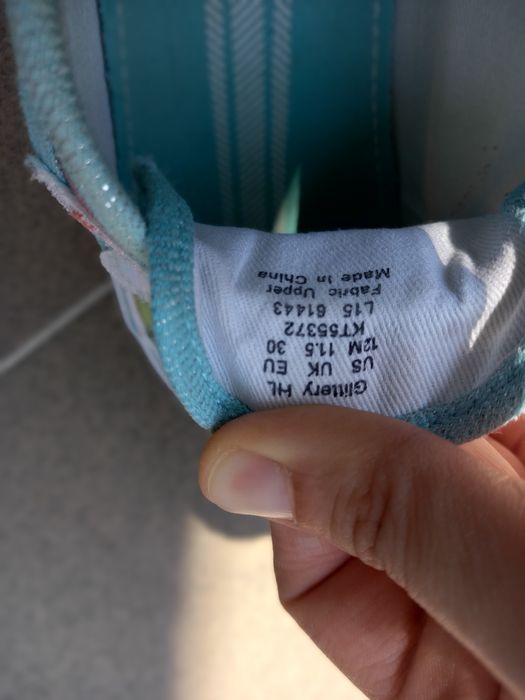 Glittery HL
US UK EU
12M 11.5 30
KT55372
L15 61443
Fabric Upper
Made in China